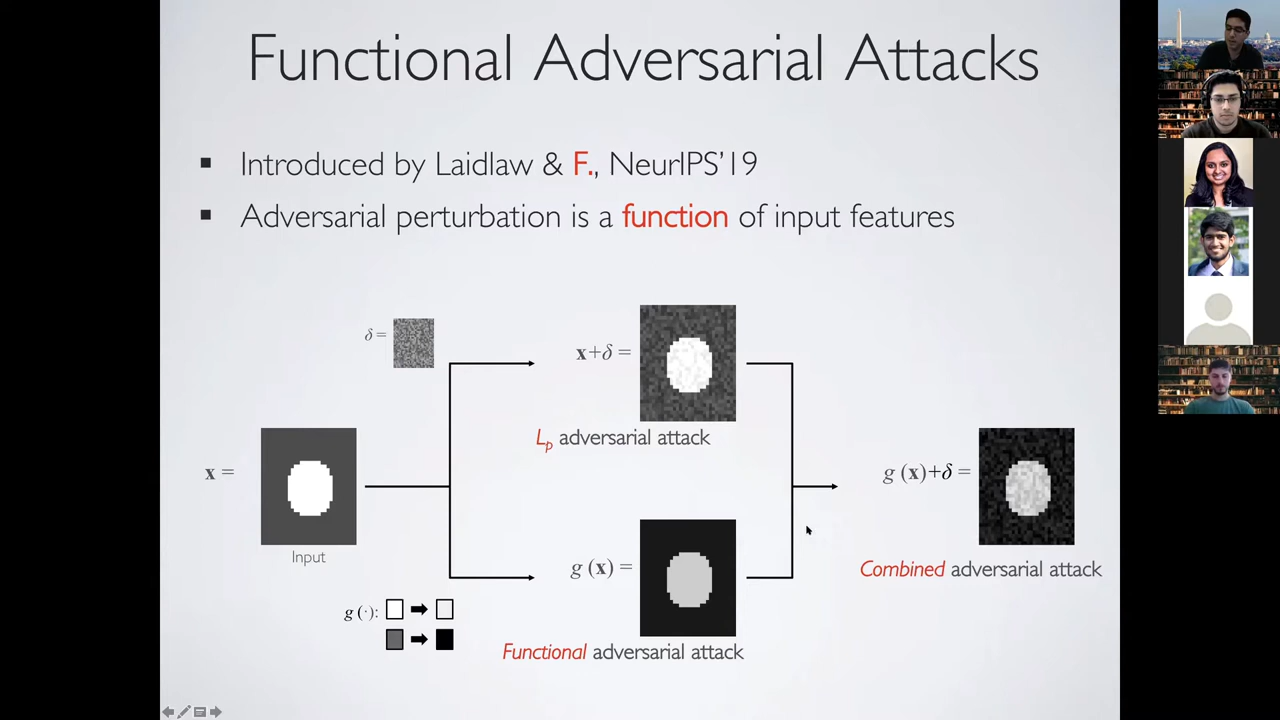 Functional Adversarial Attacks
▪ Introduced by Laidlaw & F., NeurIPS'19
▪ Adversarial perturbation is a function of input features
δ =
x+δ =
Lp adversarial attack
x =
Input
g (x)+δ =
Combined adversarial attack
g (x) =
g (·):
Functional adversarial attack